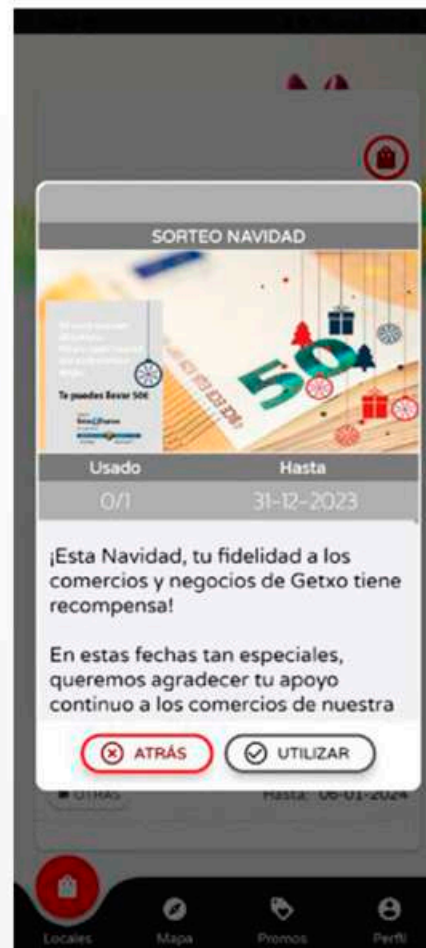 SORTEO NAVIDAD
50
Te puedes llevar 50€
Usado
Hasta
0/1
31-12-2023
¡Esta Navidad, tu fidelidad a los
comercios y negocios de Getxo tiene
recompensa!
En estas fechas tan especiales,
queremos agradecer tu apoyo
continuo a los comercios de nuestra
ATRÁS
UTILIZAR
OTRAS
Hasta: 06-01-2024
Locales
Mapa
Promos
Perfil